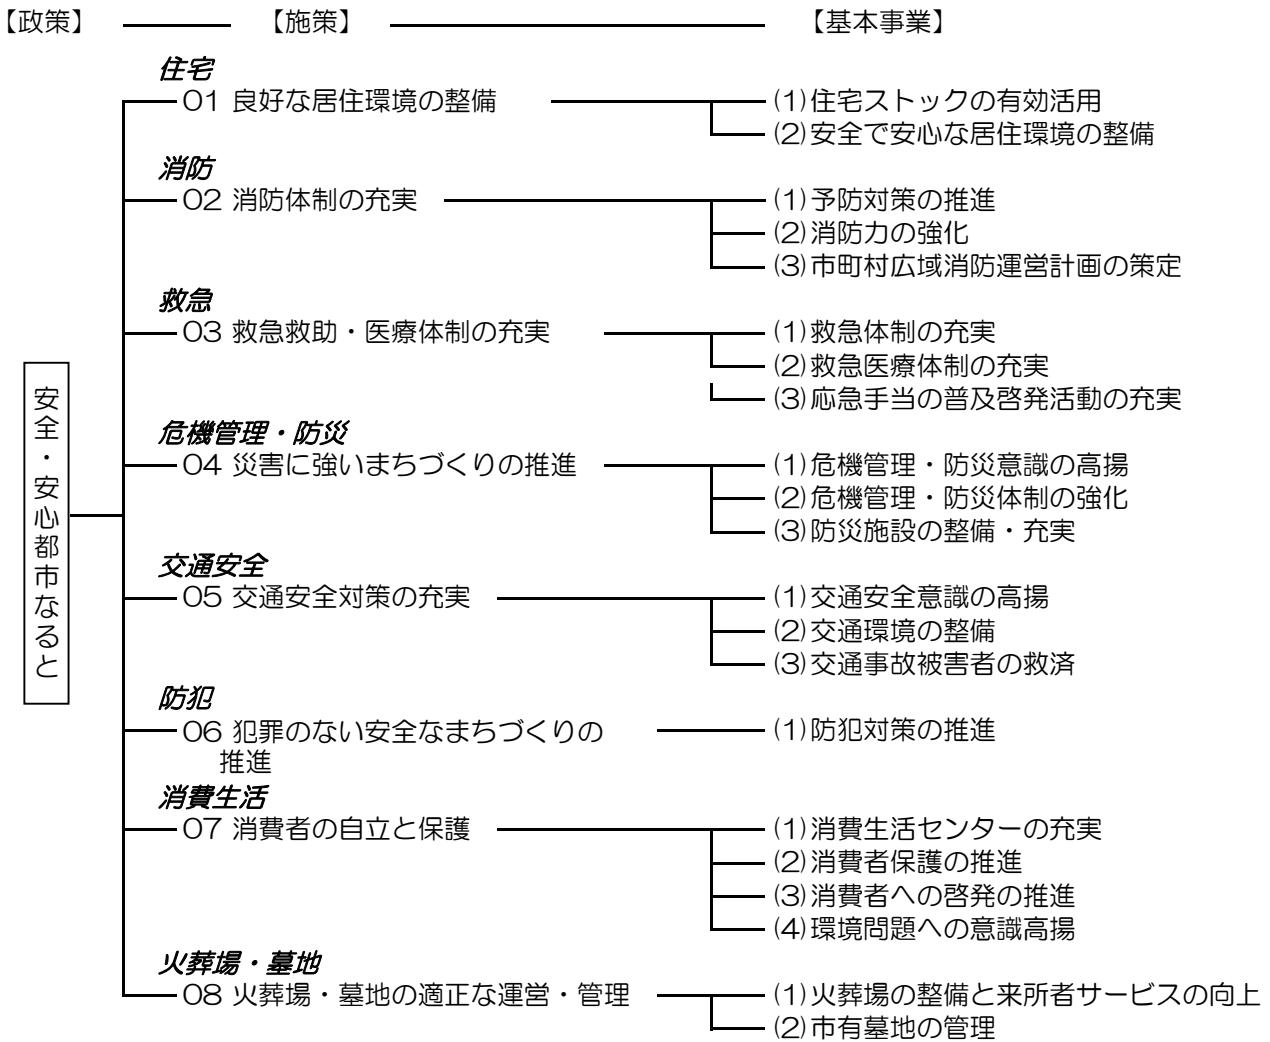 【政策】 【施策】 【基本事業】
住宅
01 良好な居住環境の整備 (1)住宅ストックの有効活用
(2)安全で安心な居住環境の整備
消防
02 消防体制の充実 (1)予防対策の推進
(2)消防力の強化
(3)市町村広域消防運営計画の策定
救急
03 救急救助・医療体制の充実 (1)救急体制の充実
(2)救急医療体制の充実
(3)応急手当の普及啓発活動の充実
安全・安心都市なると
危機管理・防災
04 災害に強いまちづくりの推進 (1)危機管理・防災意識の高揚
(2)危機管理・防災体制の強化
(3)防災施設の整備・充実
交通安全
05 交通安全対策の充実 (1)交通安全意識の高揚
(2)交通環境の整備
(3)交通事故被害者の救済
防犯
06 犯罪のない安全なまちづくりの (1)防犯対策の推進
推進
消費生活
07 消費者の自立と保護 (1)消費生活センターの充実
(2)消費者保護の推進
(3)消費者への啓発の推進
(4)環境問題への意識高揚
火葬場・墓地
08 火葬場・墓地の適正な運営・管理 (1)火葬場の整備と来所者サービスの向上
(2)市有墓地の管理